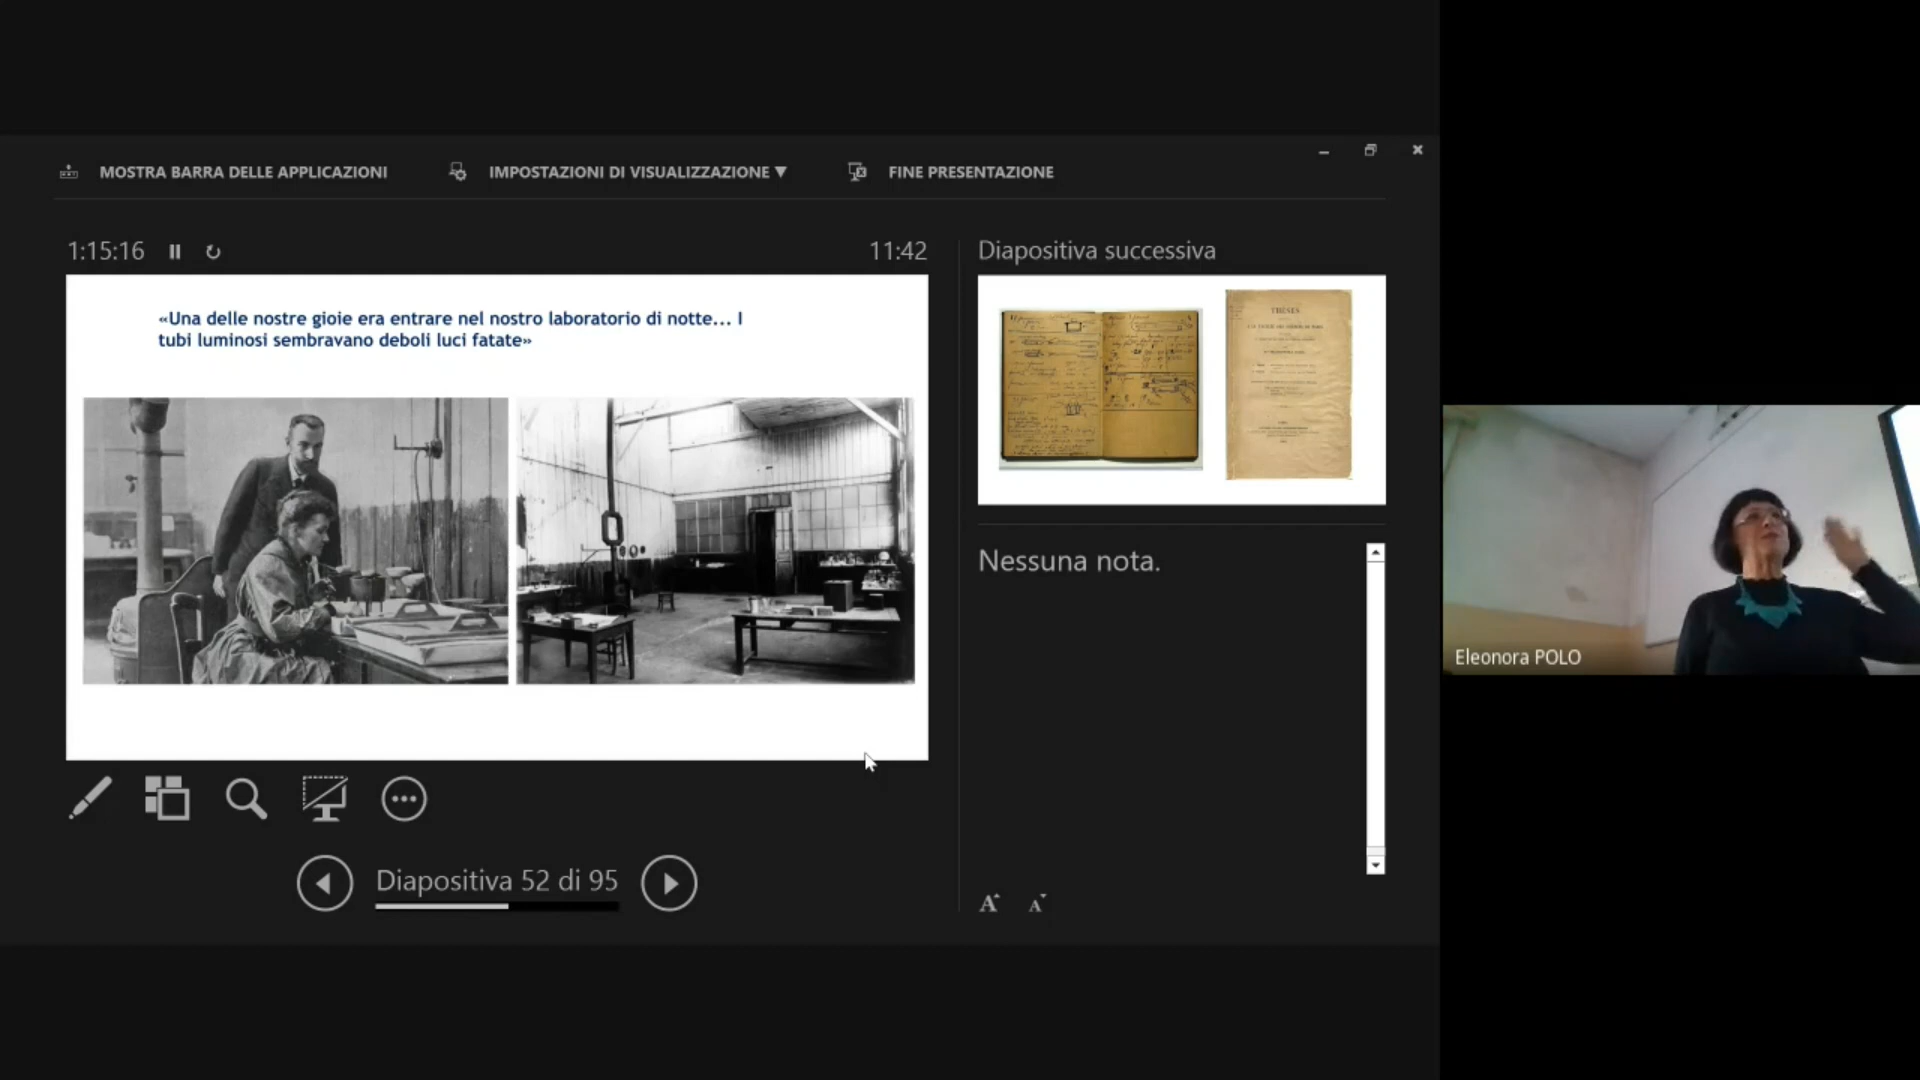 MOSTRA BARRA DELLE APPLICAZIONI
IMPOSTAZIONI DI VISUALIZZAZIONE ▼
FINE PRESENTAZIONE
1:15:16
11:42
«Una delle nostre gioie era entrare nel nostro laboratorio di notte... I
tubi luminosi sembravano deboli luci fatate»
Diapositiva successiva
THÈSES
Nessuna nota.
Diapositiva 52 di 95
Eleonora POLO